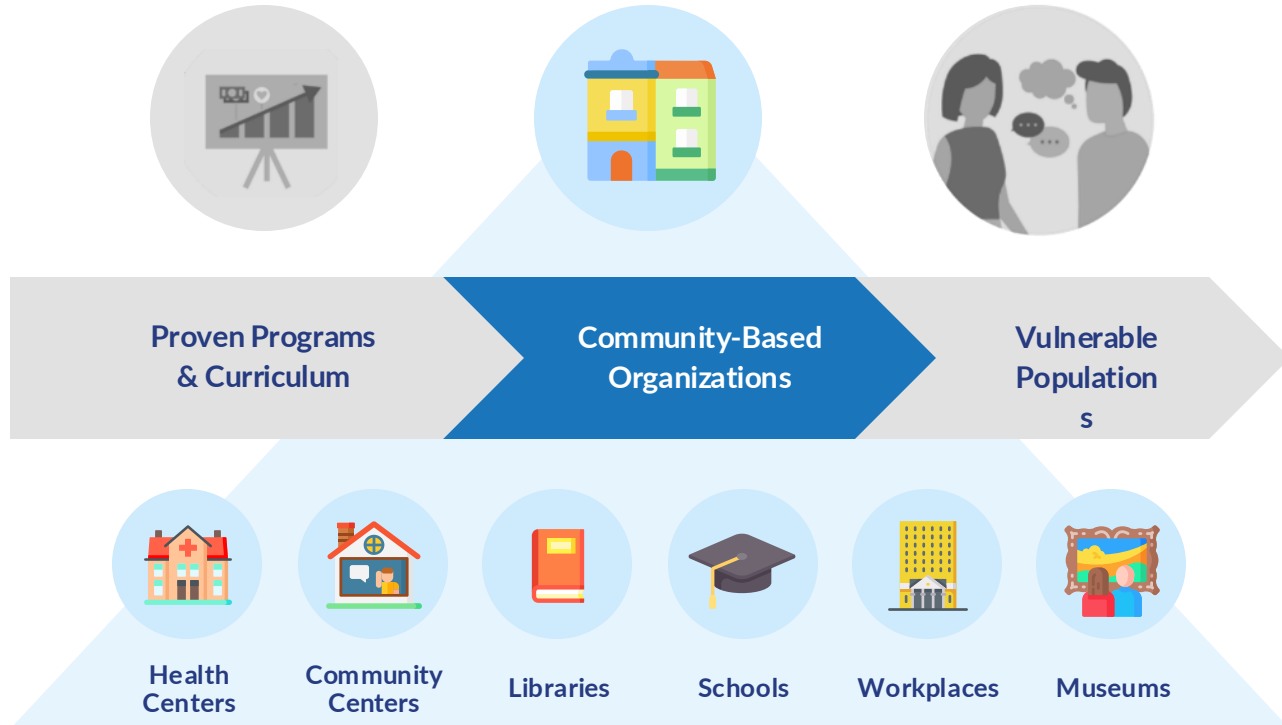 Proven Programs
& Curriculum
Community-Based
Organizations
Vulnerable
Population
s
Health
Centers
Community
Centers
Libraries
Schools
Workplaces
Museums